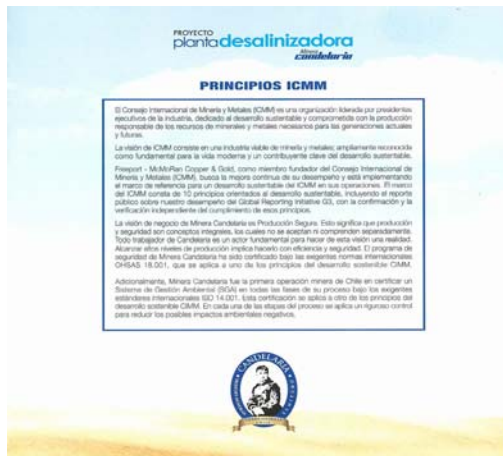 PROYECTO
planta desalinizadora
Minera
Candelaria
PRINCIPIOS ICMM
El Consejo Internacional de Minería y Metales (ICMM) es una organización liderada por presidentes
ejecutivos de la industria, dedicado al desarrollo sustentable y comprometida con la producción
responsable de los recursos de minerales y metales necesarios para las generaciones actuales
y futuras.
La visión de ICMM consiste en una industria viable de minería y metales; ampliamente reconocida
como fundamental para la vida moderna y un contribuyente clave del desarrollo sustentable.
Freeport - McMoRan Copper & Gold, como miembro fundador del Consejo Internacional de
Minería y Metales (ICMM), busca la mejora continua de su desempeño y está implementando
el marco de referencia para un desarrollo sustentable del ICMM en sus operaciones. El marco
del ICMM consta de 10 principios orientados al desarrollo sustentable, incluyendo el reporte
público sobre nuestro desempeño del Global Reporting Initiative G3, con la confirmación y la
verificación independiente del cumplimiento de esos principios.
La visión de negocio de Minera Candelaria es Producción Segura. Esto significa que producción
y seguridad son conceptos integrales, los cuales no se aceptan ni comprenden separadamente.
Todo trabajador de Candelaria es un actor fundamental para hacer de esta visión una realidad.
Alcanzar altos niveles de producción implica hacerlo con eficiencia y seguridad. El programa de
seguridad de Minera Candelaria ha sido certificado bajo las exigentes normas internacionales
OHSAS 18.001, que se aplica a uno de los principios del desarrollo sostenible CIMM.
Adicionalmente, Minera Candelaria fue la primera operación minera de Chile en certificar un
Sistema de Gestión Ambiental (SGA) en todas las fases de su proceso bajo los exigentes
estándares internacionales ISO 14.001. Esta certificación se aplica a otro de los principios del
desarrollo sostenible CIMM. En cada una de las etapas del proceso se aplica un riguroso control
para reducir los posibles impactos ambientales negativos.
CANDELARIA